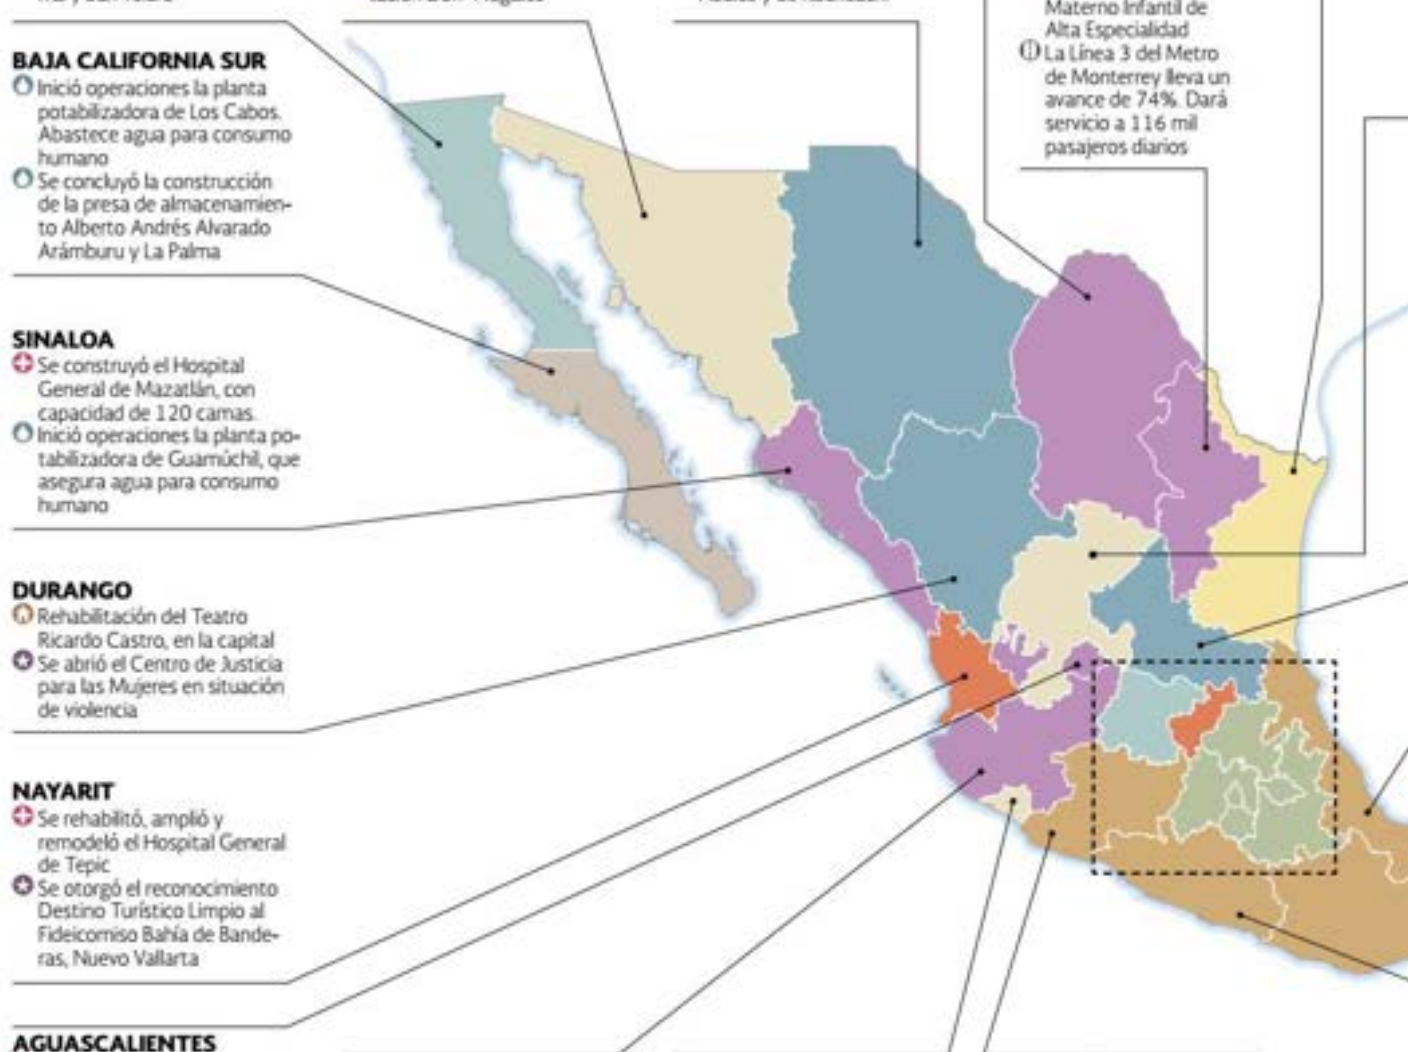 BAJA CALIFORNIA SUR
Inició operaciones la planta
potabilizadora de Los Cabos.
Abastece agua para consumo
humano
Se concluyó la construcción
de la presa de almacenamien-
to Alberto Andrés Alvarado
Arámburu y La Palma
SINALOA
Se construyó el Hospital
General de Mazatlán, con
capacidad de 120 camas.
Inició operaciones la planta po-
tabilizadora de Guamúchil, que
asegura agua para consumo
humano
DURANGO
Rehabilitación del Teatro
Ricardo Castro, en la capital
Se abrió el Centro de Justicia
para las Mujeres en situación
de violencia
NAYARIT
Se rehabilitó, amplió y
remodeló el Hospital General
de Tepic
Se otorgó el reconocimiento
Destino Turístico Limpio al
Fideicomiso Bahía de Bande-
ras, Nuevo Vallarta
AGUASCALIENTES
Materno Infantil de
Alta Especialidad
La Línea 3 del Metro
de Monterrey lleva un
avance de 74%. Dará
servicio a 116 mil
pasajeros diarios